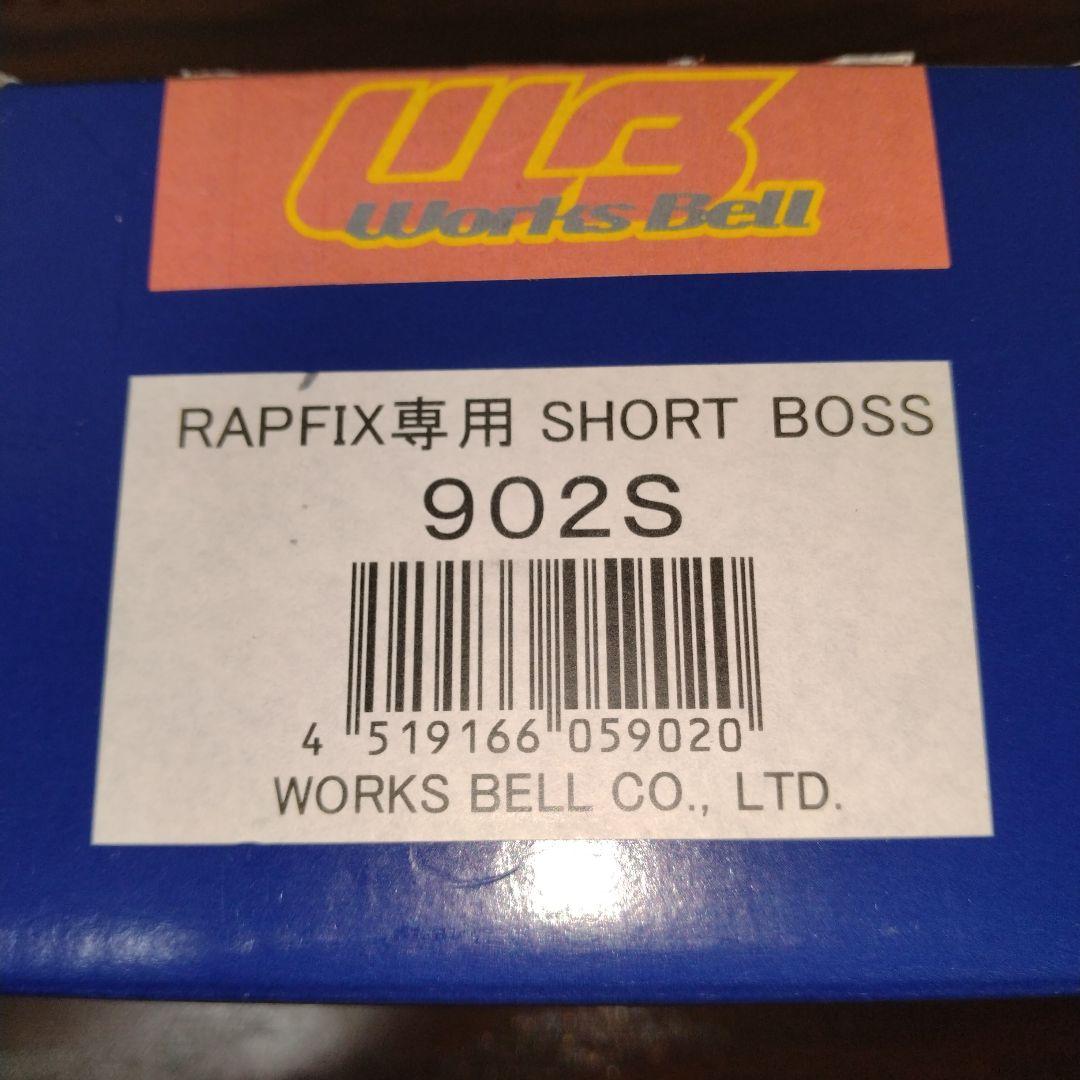 WB
Works Bell
RAPFIX専用 SHORT BOSS
902S
4 519166 059020
WORKS BELL CO., LTD.